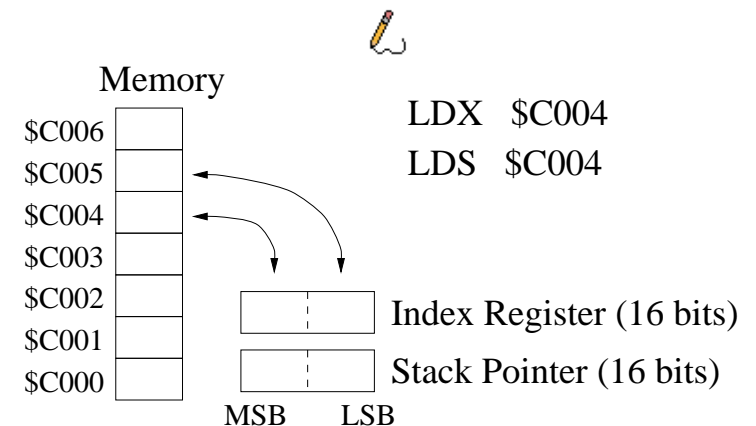 Memory
LDX $C004
LDS $C004
$C006
$C005
$C004
$C003
$C002
$C001
$C000
Index Register (16 bits)
Stack Pointer (16 bits)
MSB LSB